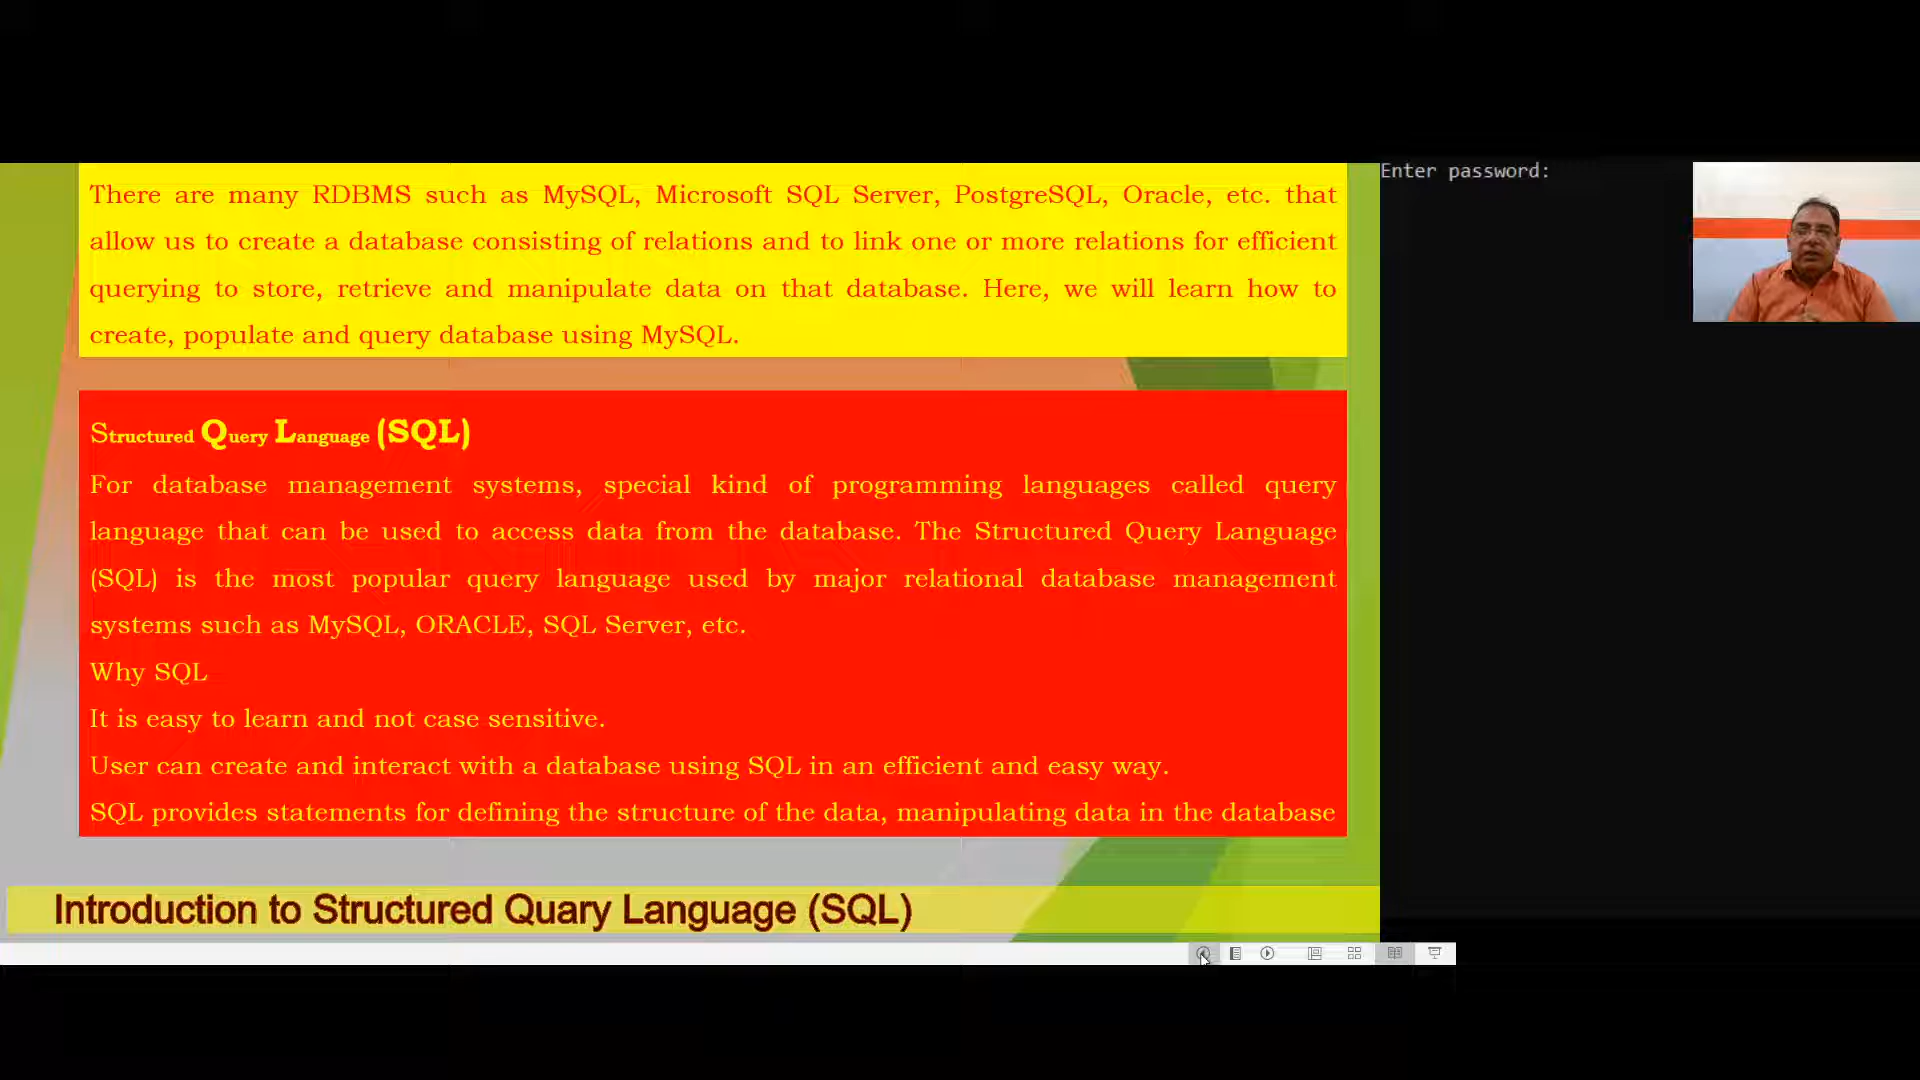 There are many RDBMS such as MySQL, Microsoft SQL Server, PostgreSQL, Oracle, etc. that
allow us to create a database consisting of relations and to link one or more relations for efficient
querying to store, retrieve and manipulate data on that database. Here, we will learn how to
create, populate and query database using MySQL.
Structured Query Language (SQL)
For database management systems, special kind of programming languages called query
language that can be used to access data from the database. The Structured Query Language
(SQL) is the most popular query language used by major relational database management
systems such as MySQL, ORACLE, SQL Server, etc.
Why SQL
It is easy to learn and not case sensitive.
User can create and interact with a database using SQL in an efficient and easy way.
SQL provides statements for defining the structure of the data, manipulating data in the database
Introduction to Structured Quary Language (SQL)
Enter password: